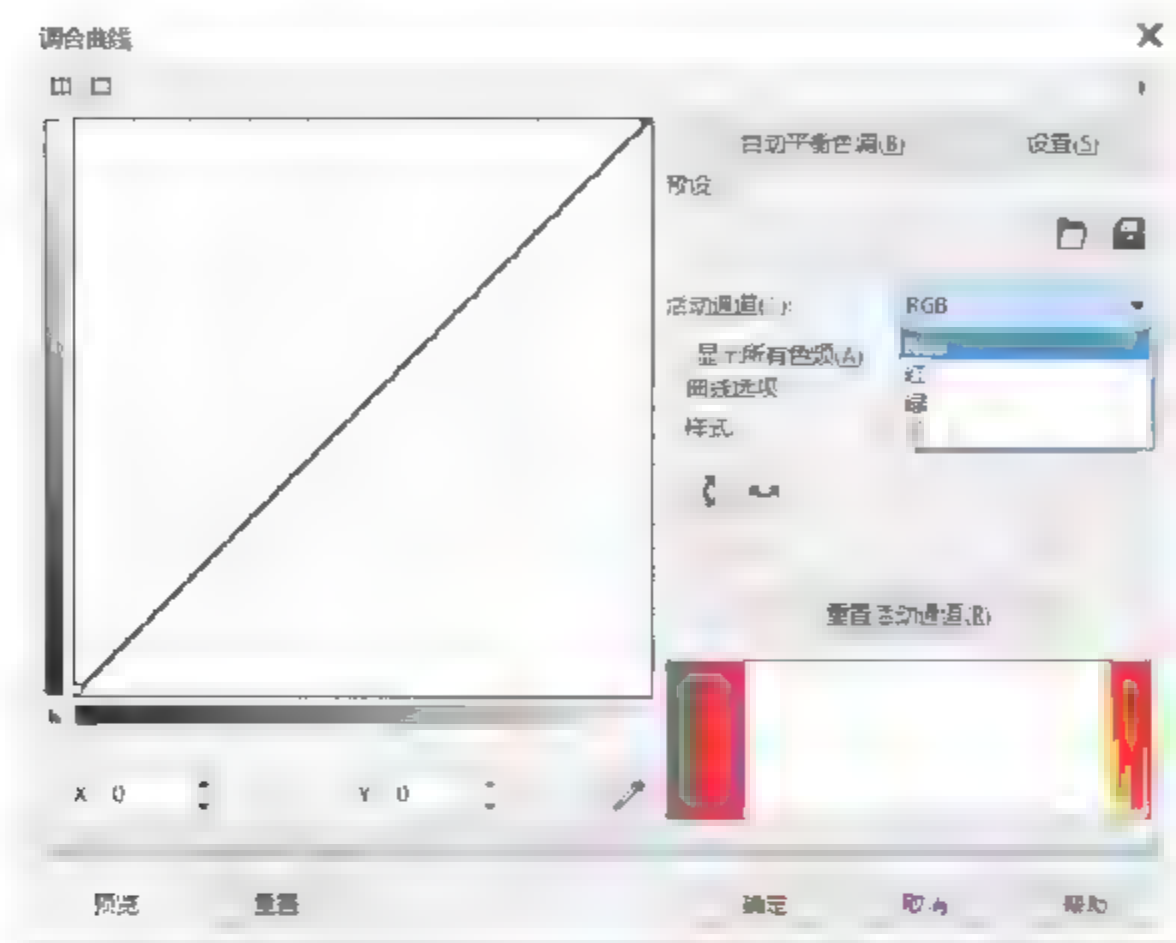 调合曲线
自动平衡色调(B) 设置(S)
预设
活动通道( ): RGB
显示所有色频(A)
红
曲线选项
绿
样式
重置活动通道(R)
X 0 Y 0
预览 重置 确定 取消 帮助